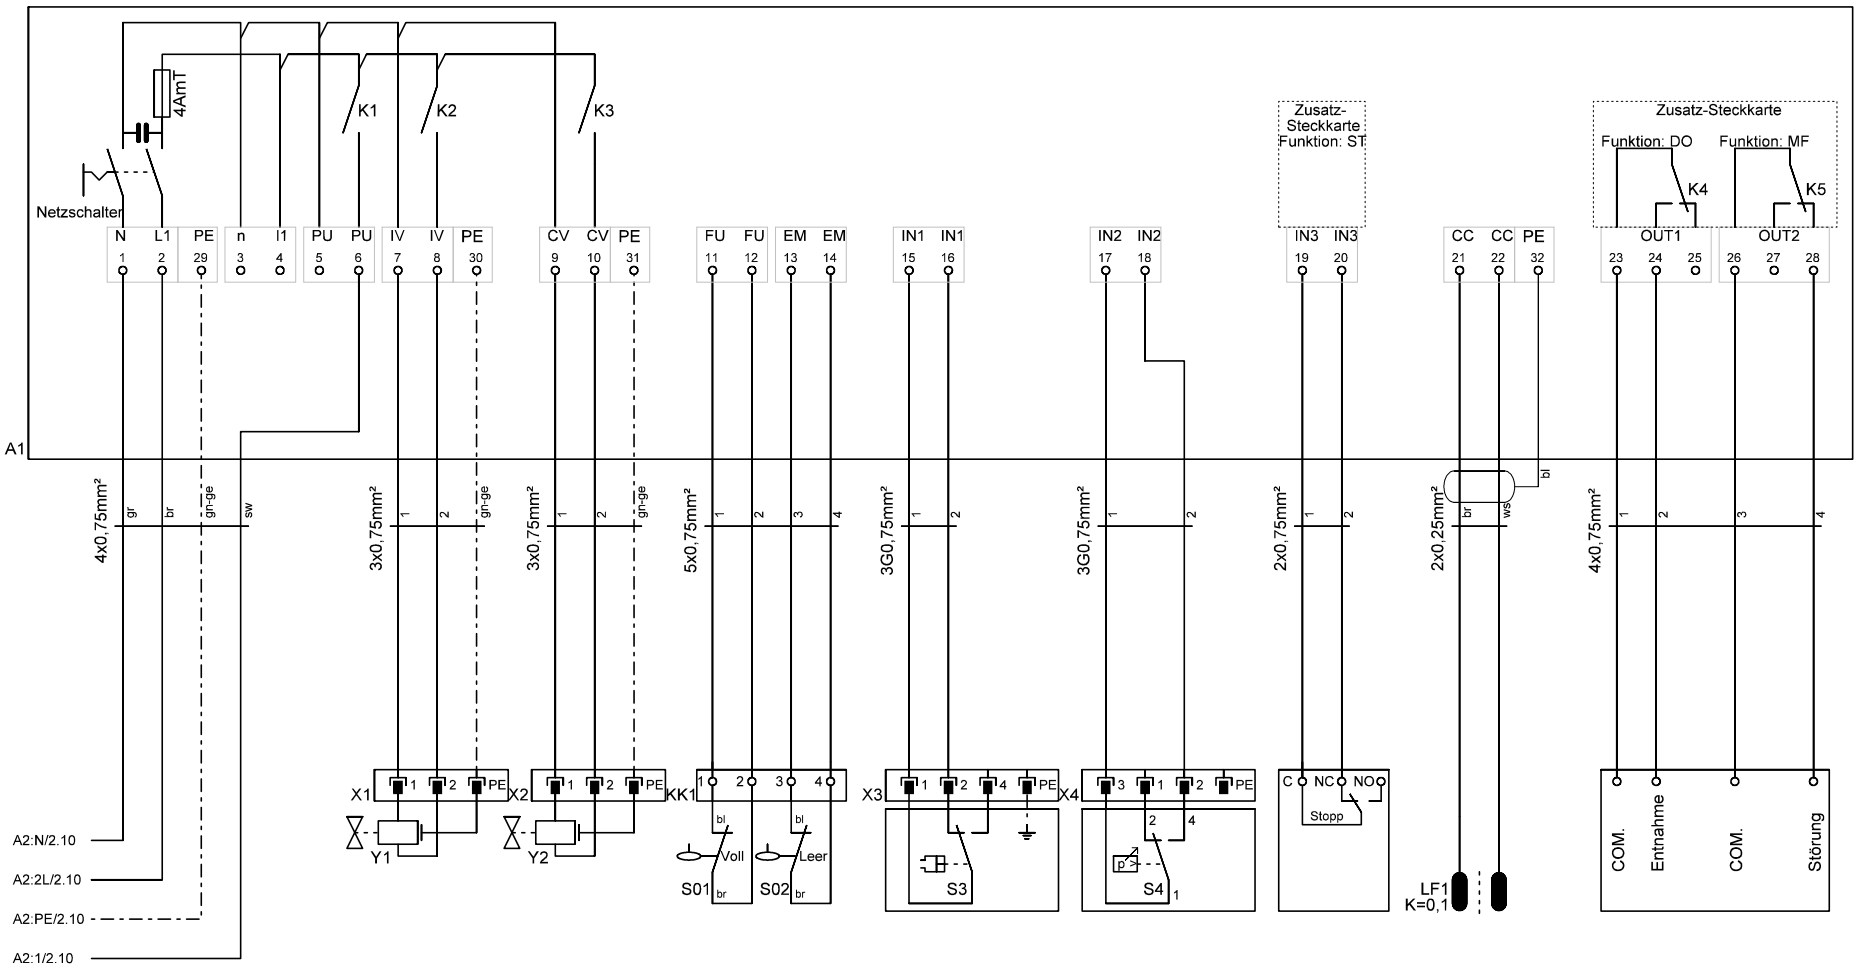 4AmT
K1
K2
K3
Zusatz-
Steckkarte
Funktion: ST
Zusatz-Steckkarte
Funktion: DO
Funktion: MF
K4
K5
Netzschalter
N L1 PE n l1 PU PU IV IV PE CV CV PE FU FU EM EM IN1 IN1 IN2 IN2 IN3 IN3 CC CC PE OUT1 OUT2
1 2 29 3 4 5 6 7 8 30 9 10 31 11 12 13 14 15 16 17 18 19 20 21 22 32 23 24 25 26 27 28
A1
4x0,75mm² gr br gn-ge sw
3x0,75mm² 1 2 gn-ge
3x0,75mm² 1 2 gn-ge
5x0,75mm² 1 2 3 4
3G0,75mm² 1 2
3G0,75mm² 1 2
2x0,75mm² 1 2
2x0,25mm² br ws bl
4x0,75mm² 1 2 3 4
X1 1 2 PE
X2 1 2 PE
KK1 1 2 3 4
X3 1 2 4 PE
X4 3 1 2 PE
C NC NO
Stopp
Y1
Y2
bl
Voll
br
S01
bl
Leer
br
S02
S3
2 4
p >
S4
1
LF1
K=0,1
COM.
Entnahme
COM.
Störung
A2:N/2.10
A2:2L/2.10
A2:PE/2.10
A2:1/2.10